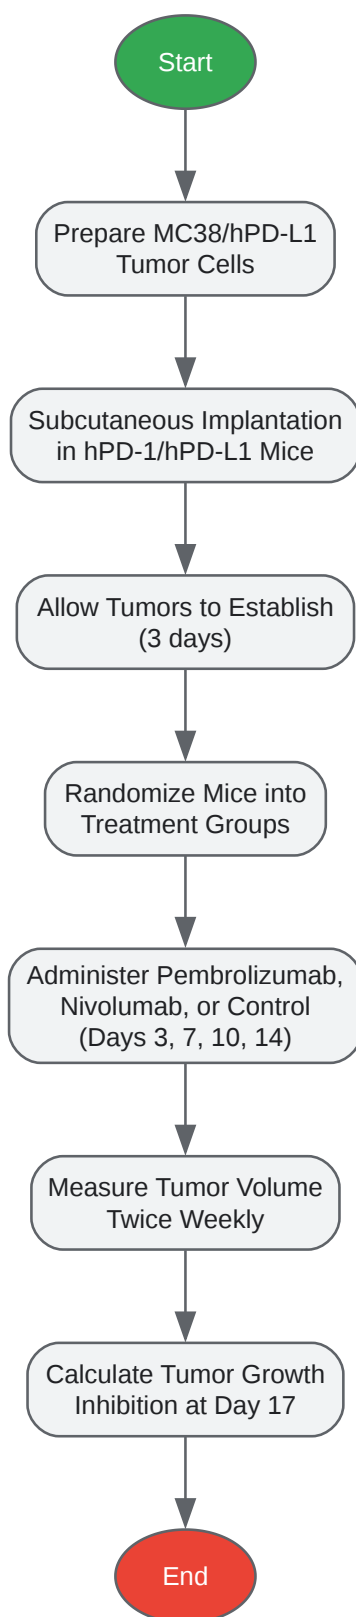 Start
Prepare MC38/hPD-L1
Tumor Cells
Subcutaneous Implantation
in hPD-1/hPD-L1 Mice
Allow Tumors to Establish
(3 days)
Randomize Mice into
Treatment Groups
Administer Pembrolizumab,
Nivolumab, or Control
(Days 3, 7, 10, 14)
Measure Tumor Volume
Twice Weekly
Calculate Tumor Growth
Inhibition at Day 17
End